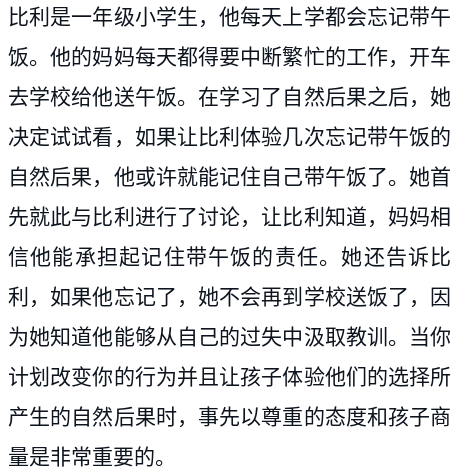 比利是一年级小学生，他每天上学都会忘记带午
饭。他的妈妈每天都得要中断繁忙的工作，开车
去学校给他送午饭。在学习了自然后果之后，她
决定试试看，如果让比利体验几次忘记带午饭的
自然后果，他或许就能记住自己带午饭了。她首
先就此与比利进行了讨论，让比利知道，妈妈相
信他能承担起记住带午饭的责任。她还告诉比
利，如果他忘记了，她不会再到学校送饭了，因
为她知道他能够从自己的过失中汲取教训。当你
计划改变你的行为并且让孩子体验他们的选择所
产生的自然后果时，事先以尊重的态度和孩子商
量是非常重要的。